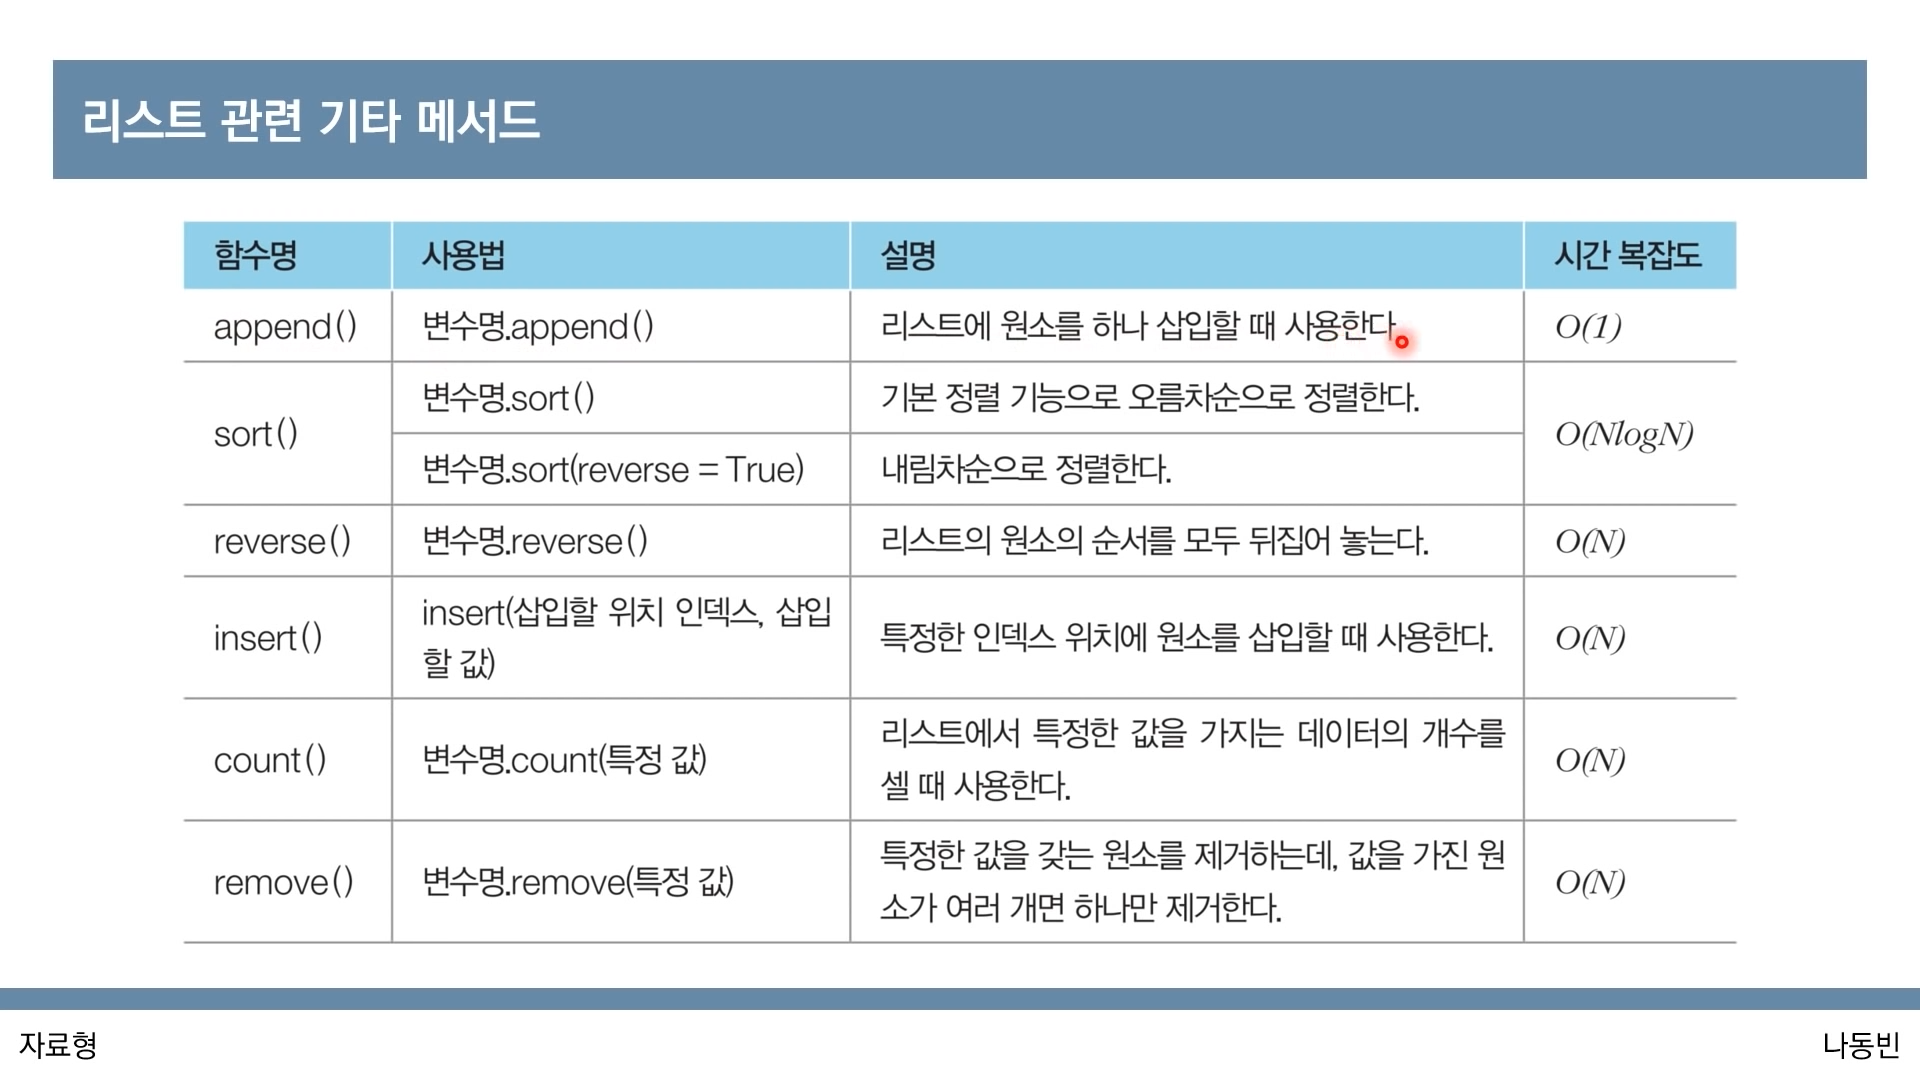 리스트 관련 기타 메서드
함수명 사용법 설명 시간 복잡도
append() 변수명.append() 리스트에 원소를 하나 삽입할 때 사용한다. O(1)
sort() 변수명.sort() 기본 정렬 기능으로 오름차순으로 정렬한다. O(NlogN)
변수명.sort(reverse = True) 내림차순으로 정렬한다.
reverse() 변수명.reverse() 리스트의 원소의 순서를 모두 뒤집어 놓는다. O(N)
insert() insert(삽입할 위치 인덱스, 삽입
할 값) 특정한 인덱스 위치에 원소를 삽입할 때 사용한다. O(N)
count() 변수명.count(특정 값) 리스트에서 특정한 값을 가지는 데이터의 개수를
셀 때 사용한다. O(N)
remove() 변수명.remove(특정 값) 특정한 값을 갖는 원소를 제거하는데, 값을 가진 원
소가 여러 개면 하나만 제거한다. O(N)
자료형 나동빈